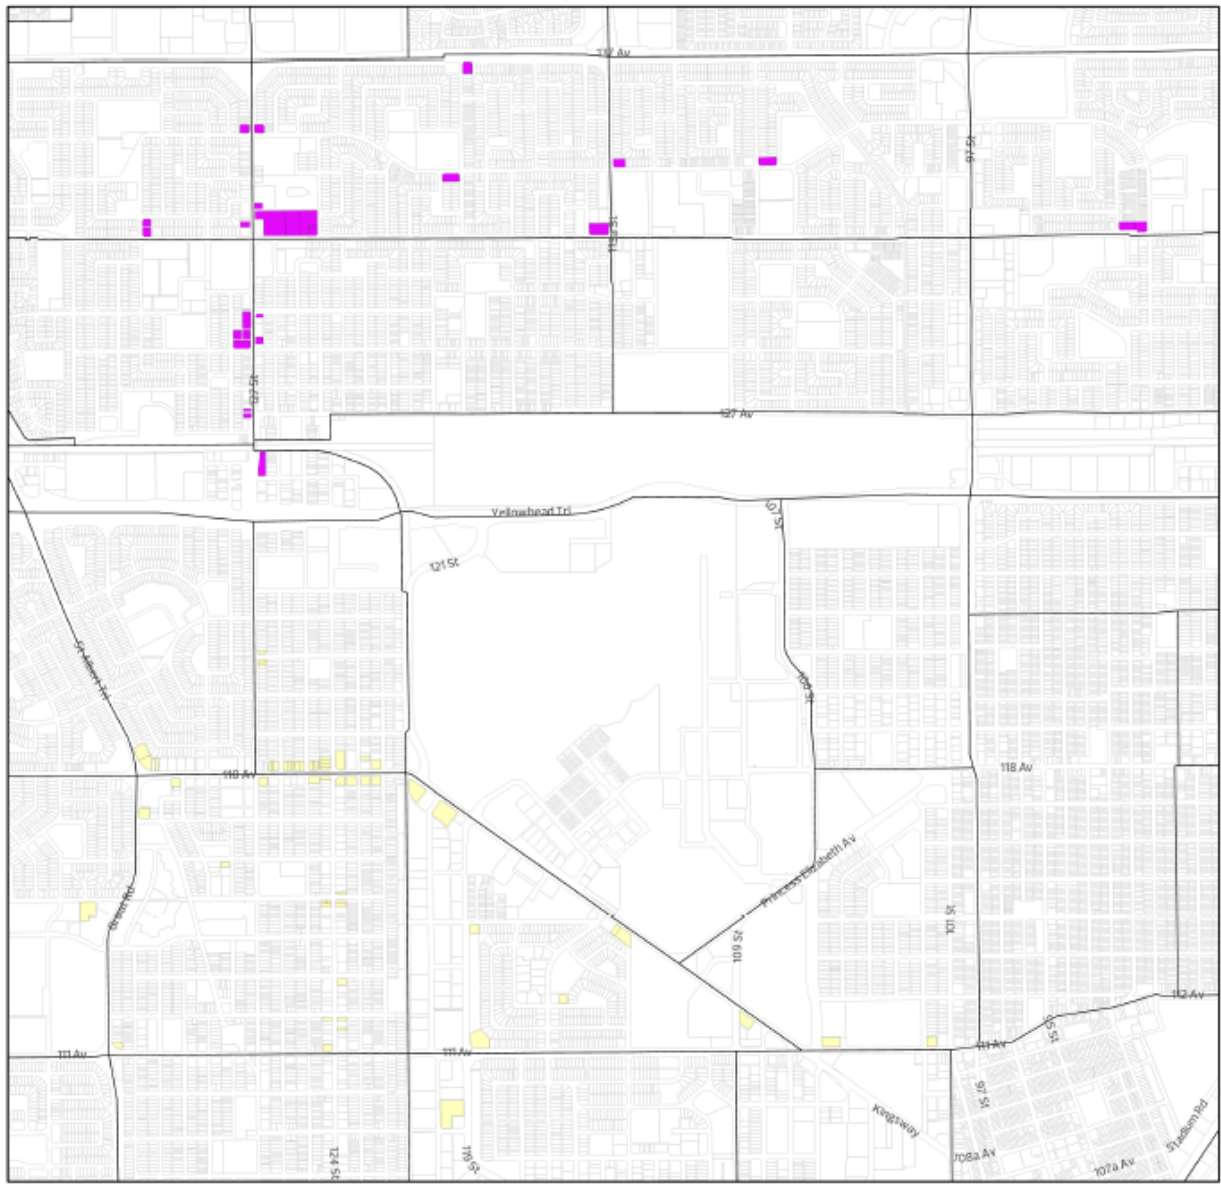 137 Av
97 St
113a St
127 St
127 Av
Yellowhead Trl
107 St
121 St
St Albert Trl
106 St
118 Av
118 Av
Princess Elizabeth Av
Groat Rd
101 St
109 St
112 Av
95 St
111 Av
111 Av
111 Av
97 St
Kingsway
Stadium Rd
124 St
119 St
108a Av
107a Av